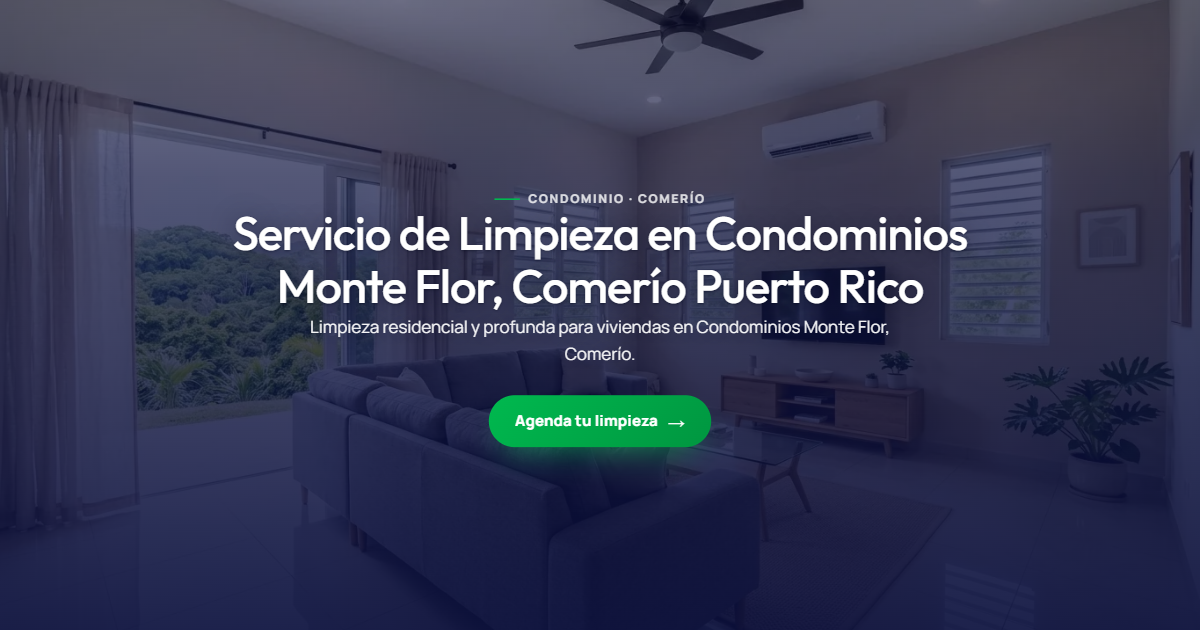 CONDOMINIO · COMERÍO
Servicio de Limpieza en Condominios
Monte Flor, Comerío Puerto Rico
Limpieza residencial y profunda para viviendas en Condominios Monte Flor,
Comerío.
Agenda tu limpieza →